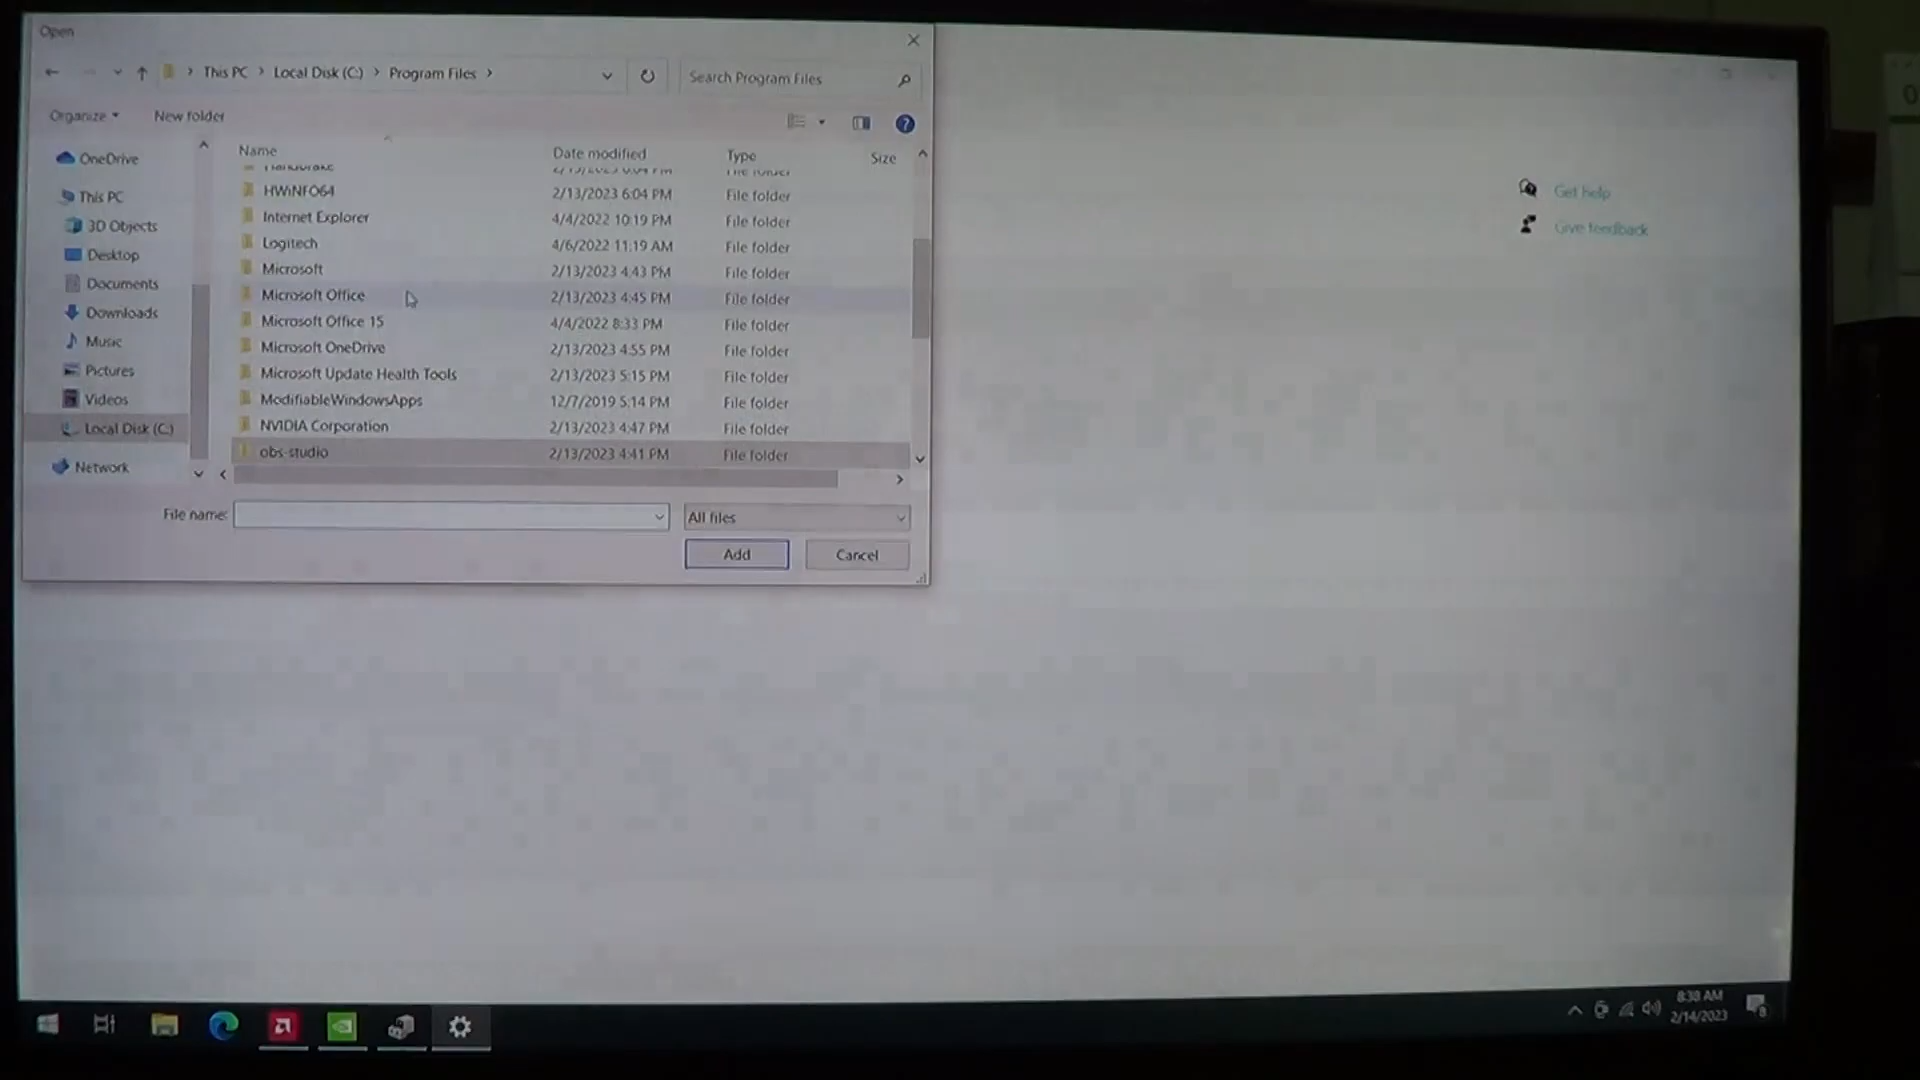 Open
This PC > Local Disk (C:) > Program Files >
Search Program Files
Organize
New folder
?
Name
Date modified
Type
Size
OneDrive
This PC
3D Objects
Desktop
Documents
Downloads
Music
Pictures
Videos
Local Disk (C:)
Network
HWiNFO64 2/13/2023 6:04 PM File folder
Internet Explorer 4/4/2022 10:19 PM File folder
Logitech 4/6/2022 11:19 AM File folder
Microsoft 2/13/2023 4:43 PM File folder
Microsoft Office 2/13/2023 4:45 PM File folder
Microsoft Office 15 4/4/2022 8:33 PM File folder
Microsoft OneDrive 2/13/2023 4:55 PM File folder
Microsoft Update Health Tools 2/13/2023 5:15 PM File folder
ModifiableWindowsApps 12/7/2019 5:14 PM File folder
NVIDIA Corporation 2/13/2023 4:47 PM File folder
obs-studio 2/13/2023 4:41 PM File folder
File name:
All files
Add
Cancel
Get help
Give feedback
8:38 AM
2/14/2023
8
0